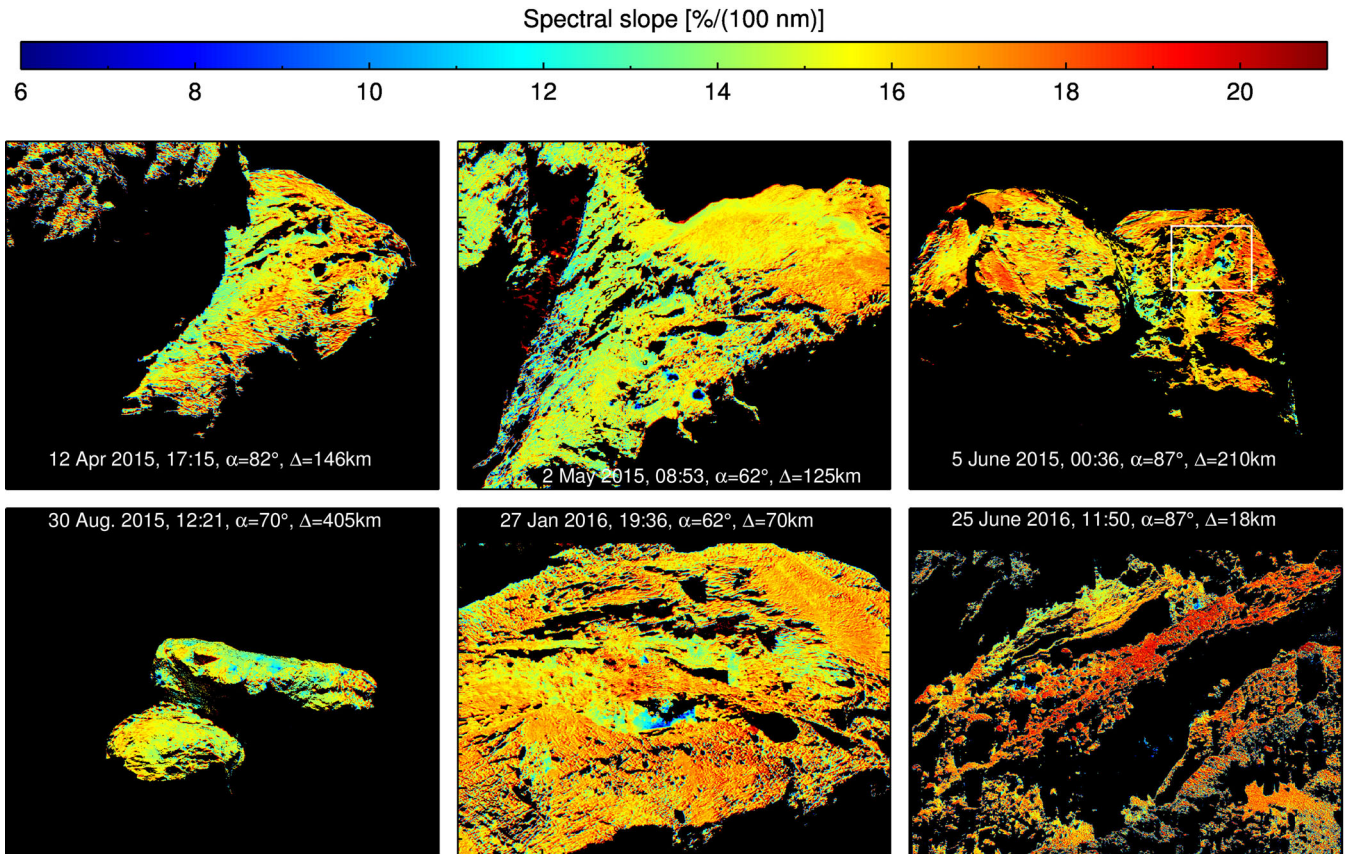 Spectral slope [%/(100 nm)]
6 8 10 12 14 16 18 20
12 Apr 2015, 17:15, α=82°, Δ=146km
2 May 2015, 08:53, α=62°, Δ=125km
5 June 2015, 00:36, α=87°, Δ=210km
30 Aug. 2015, 12:21, α=70°, Δ=405km
27 Jan 2016, 19:36, α=62°, Δ=70km
25 June 2016, 11:50, α=87°, Δ=18km